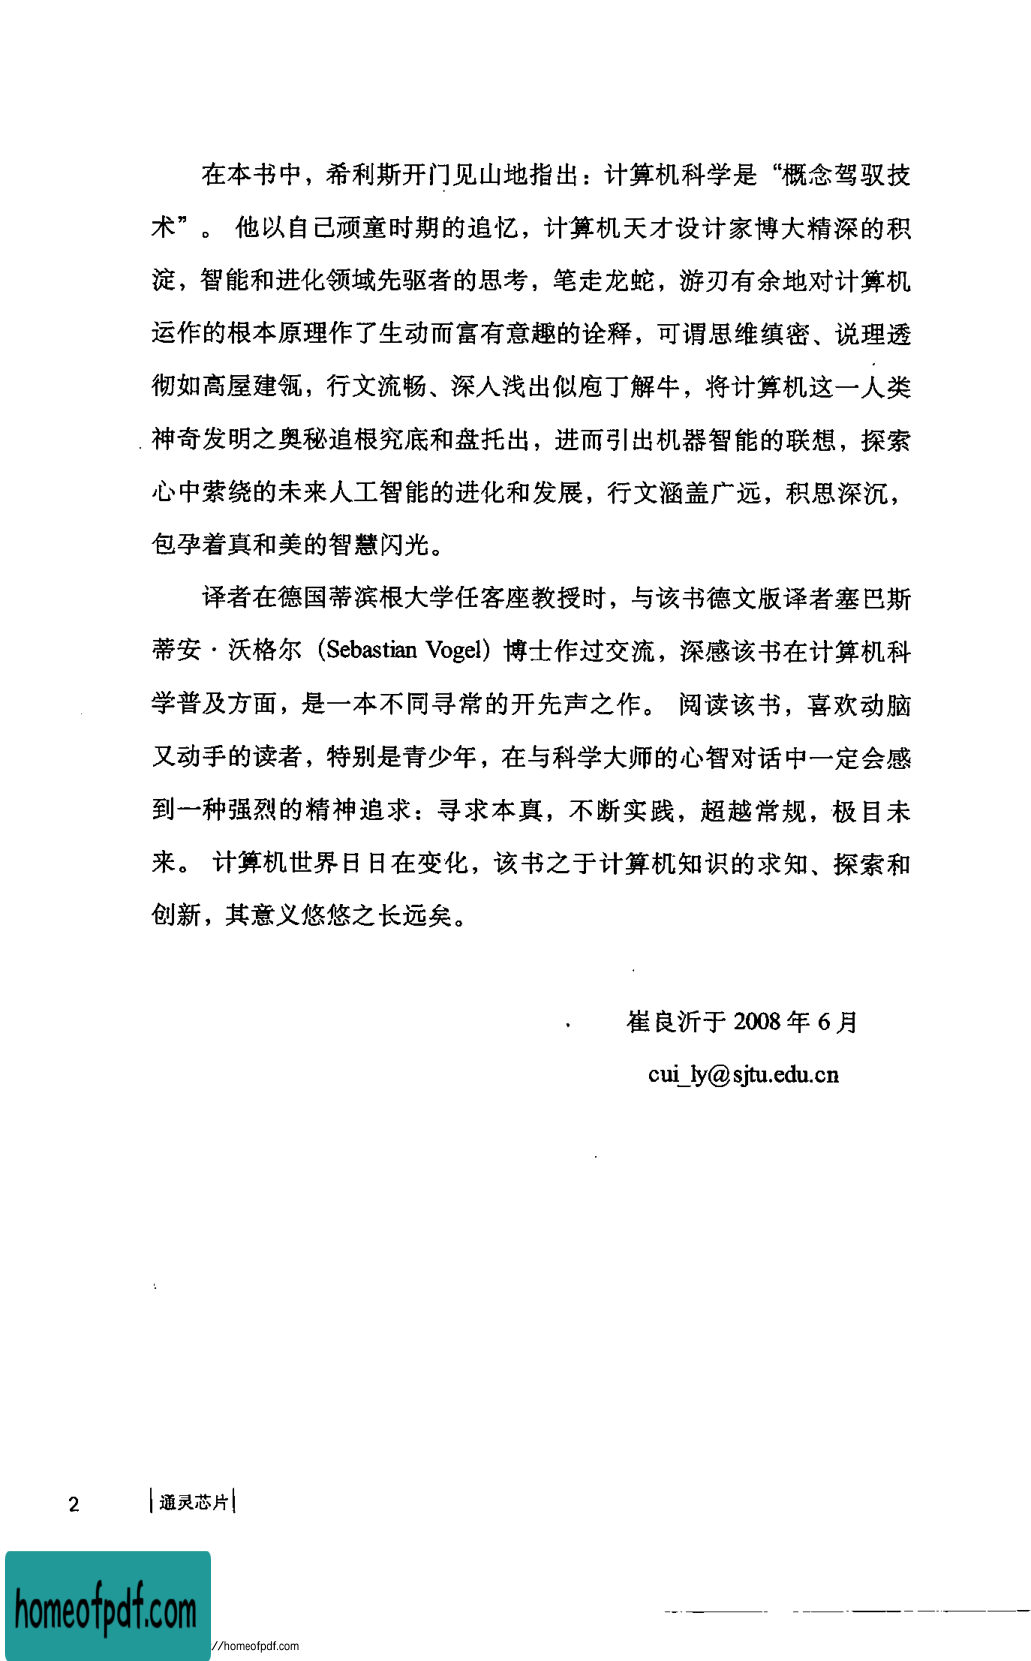 在本书中，希利斯开门见山地指出：计算机科学是“概念驾驭技
术”。 他以自己顽童时期的追忆，计算机天才设计家博大精深的积
淀，智能和进化领域先驱者的思考，笔走龙蛇，游刃有余地对计算机
运作的根本原理作了生动而富有意趣的诠释，可谓思维缜密、说理透
彻如高屋建瓴，行文流畅、深入浅出似庖丁解牛，将计算机这一人类
神奇发明之奥秘追根究底和盘托出，进而引出机器智能的联想，探索
心中萦绕的未来人工智能的进化和发展，行文涵盖广远，积思深沉，
包孕着真和美的智慧闪光。
译者在德国蒂滨根大学任客座教授时，与该书德文版译者塞巴斯
蒂安·沃格尔（Sebastian Vogel）博士作过交流，深感该书在计算机科
学普及方面，是一本不同寻常的开先声之作。 阅读该书，喜欢动脑
又动手的读者，特别是青少年，在与科学大师的心智对话中一定会感
到一种强烈的精神追求：寻求本真，不断实践，超越常规，极目未
来。 计算机世界日日在变化，该书之于计算机知识的求知、探索和
创新，其意义悠悠之长远矣。
崔良沂于 2008 年 6 月
cui_ly@sjtu.edu.cn
2 |通灵芯片|
homeofpdf.com
//homeofpdf.com